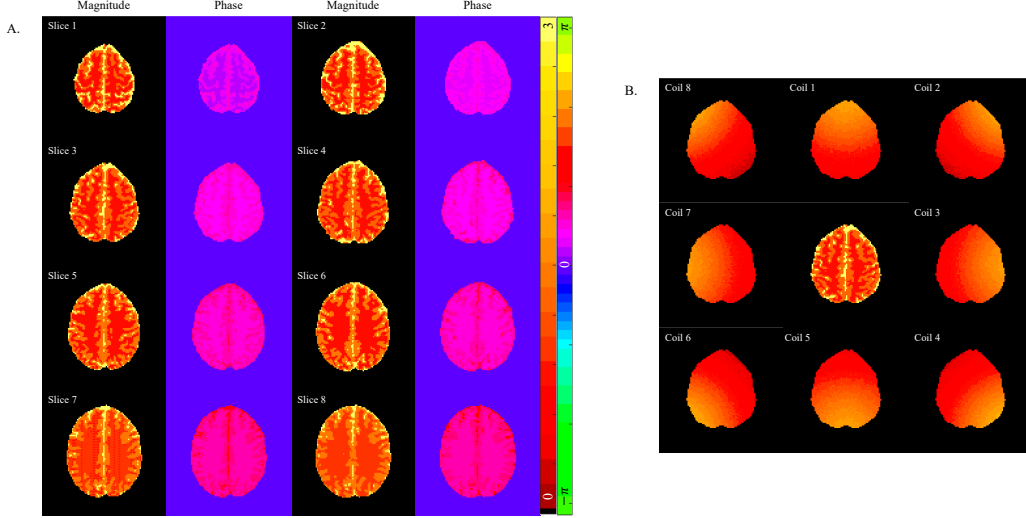 Magnitude Phase Magnitude Phase
A.
Slice 1 Slice 2
Slice 3 Slice 4
Slice 5 Slice 6
Slice 7 Slice 8
3 π
0
0 −π
B.
Coil 8 Coil 1 Coil 2
Coil 7 Coil 3
Coil 6 Coil 5 Coil 4